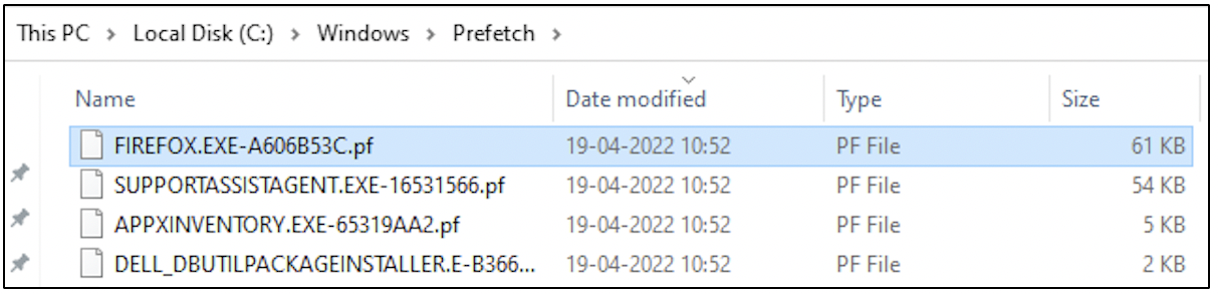 This PC > Local Disk (C:) > Windows > Prefetch >
Name Date modified Type Size
FIREFOX.EXE-A606B53C.pf 19-04-2022 10:52 PF File 61 KB
SUPPORTASSISTAGENT.EXE-16531566.pf 19-04-2022 10:52 PF File 54 KB
APPXINVENTORY.EXE-65319AA2.pf 19-04-2022 10:52 PF File 5 KB
DELL_DBUTILPACKAGEINSTALLER.E-B366... 19-04-2022 10:52 PF File 2 KB